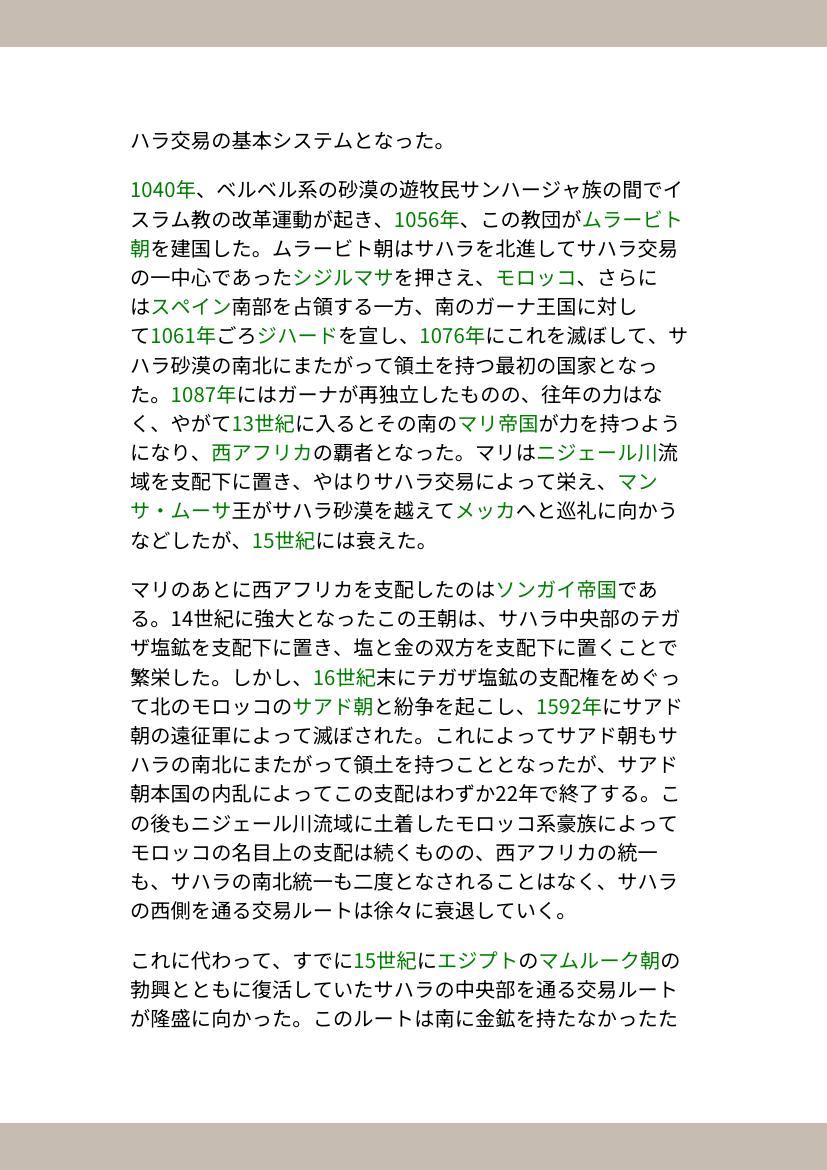 ハラ交易の基本システムとなった。
1040年、ベルベル系の砂漠の遊牧民サンハージャ族の間でイ
スラム教の改革運動が起き、1056年、この教団がムラービト
朝を建国した。ムラービト朝はサハラを北進してサハラ交易
の一中心であったシジルマサを押さえ、モロッコ、さらに
はスペイン南部を占領する一方、南のガーナ王国に対し
て1061年ごろジハードを宣し、1076年にこれを滅ぼして、サ
ハラ砂漠の南北にまたがって領土を持つ最初の国家となっ
た。1087年にはガーナが再独立したものの、往年の力はな
く、やがて13世紀に入るとその南のマリ帝国が力を持つよう
になり、西アフリカの覇者となった。マリはニジェール川流
域を支配下に置き、やはりサハラ交易によって栄え、マン
サ・ムーサ王がサハラ砂漠を越えてメッカへと巡礼に向かう
などしたが、15世紀には衰えた。
マリのあとに西アフリカを支配したのはソンガイ帝国であ
る。14世紀に強大となったこの王朝は、サハラ中央部のテガ
ザ塩鉱を支配下に置き、塩と金の双方を支配下に置くことで
繁栄した。しかし、16世紀末にテガザ塩鉱の支配権をめぐっ
て北のモロッコのサアド朝と紛争を起こし、1592年にサアド
朝の遠征軍によって滅ぼされた。これによってサアド朝もサ
ハラの南北にまたがって領土を持つこととなったが、サアド
朝本国の内乱によってこの支配はわずか22年で終了する。こ
の後もニジェール川流域に土着したモロッコ系豪族によって
モロッコの名目上の支配は続くものの、西アフリカの統一
も、サハラの南北統一も二度となされることはなく、サハラ
の西側を通る交易ルートは徐々に衰退していく。
これに代わって、すでに15世紀にエジプトのマムルーク朝の
勃興とともに復活していたサハラの中央部を通る交易ルート
が隆盛に向かった。このルートは南に金鉱を持たなかったた